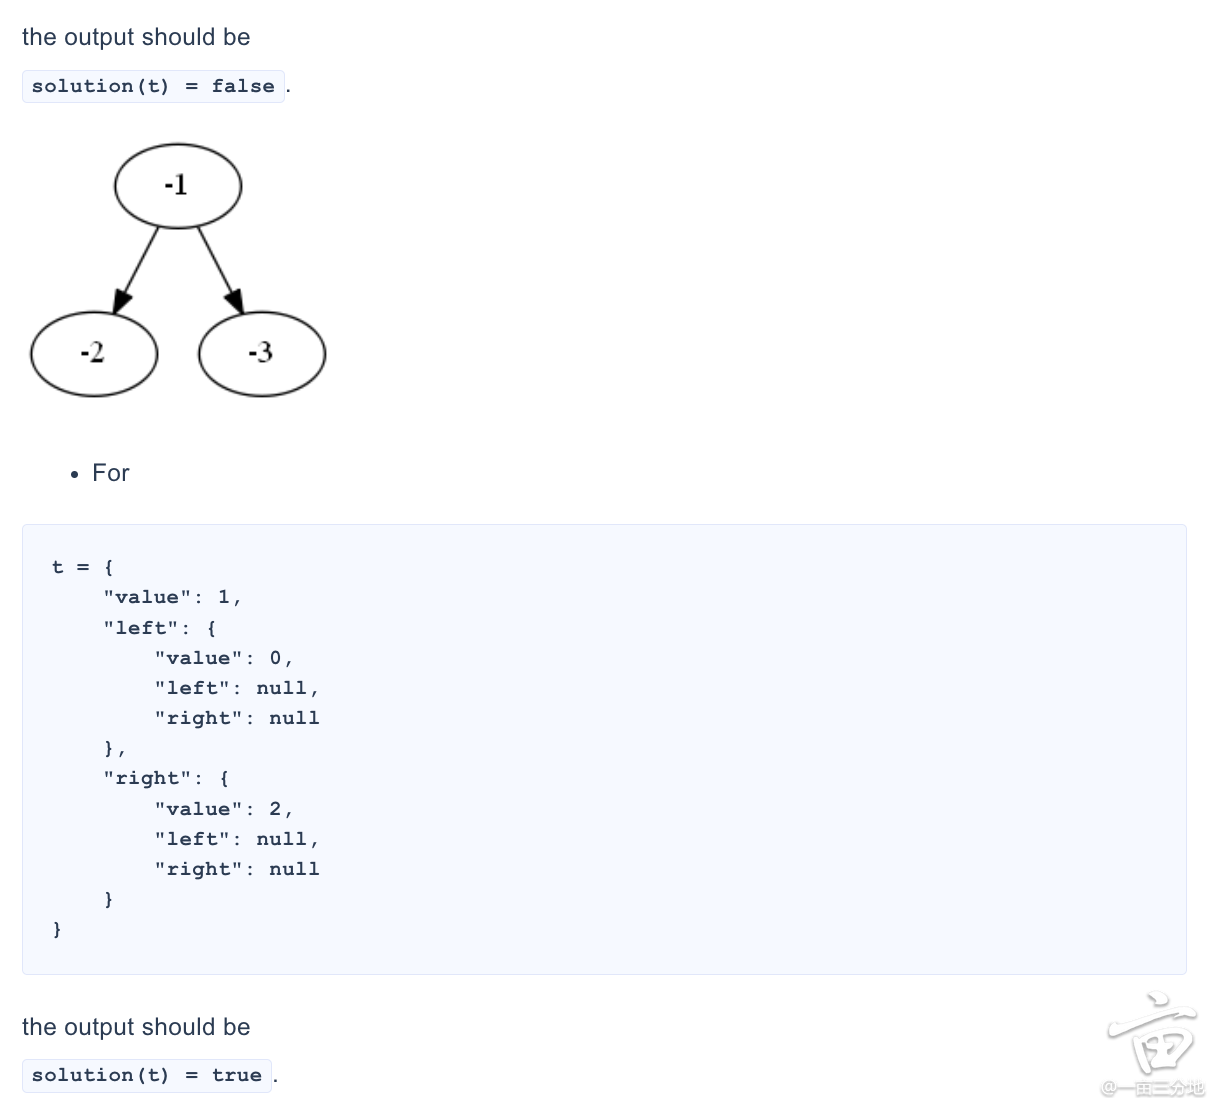 the output should be
solution(t) = false.
-1
-2 -3
• For
t = {
    "value": 1,
    "left": {
        "value": 0,
        "left": null,
        "right": null
    },
    "right": {
        "value": 2,
        "left": null,
        "right": null
    }
}
the output should be
solution(t) = true.
亩
@一亩三分地